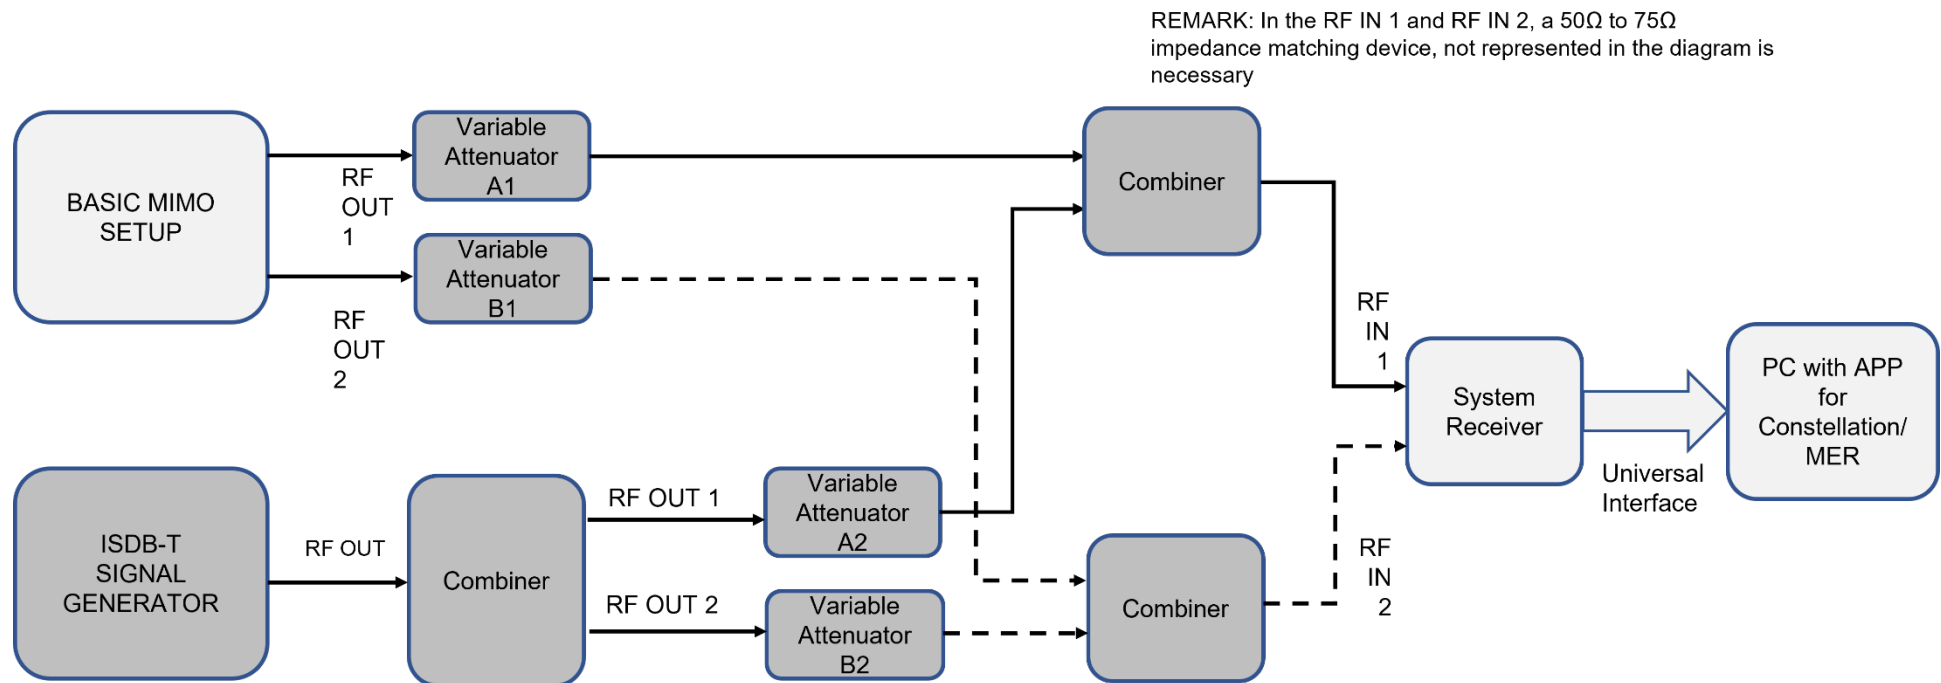 REMARK: In the RF IN 1 and RF IN 2, a 50Ω to 75Ω
impedance matching device, not represented in the diagram is
necessary
BASIC MIMO
SETUP
RF
OUT
1
RF
OUT
2
Variable
Attenuator
A1
Variable
Attenuator
B1
Combiner
RF
IN
1
System
Receiver
Universal
Interface
PC with APP
for
Constellation/
MER
ISDB-T
SIGNAL
GENERATOR
RF OUT
Combiner
RF OUT 1
RF OUT 2
Variable
Attenuator
A2
Variable
Attenuator
B2
Combiner
RF
IN
2